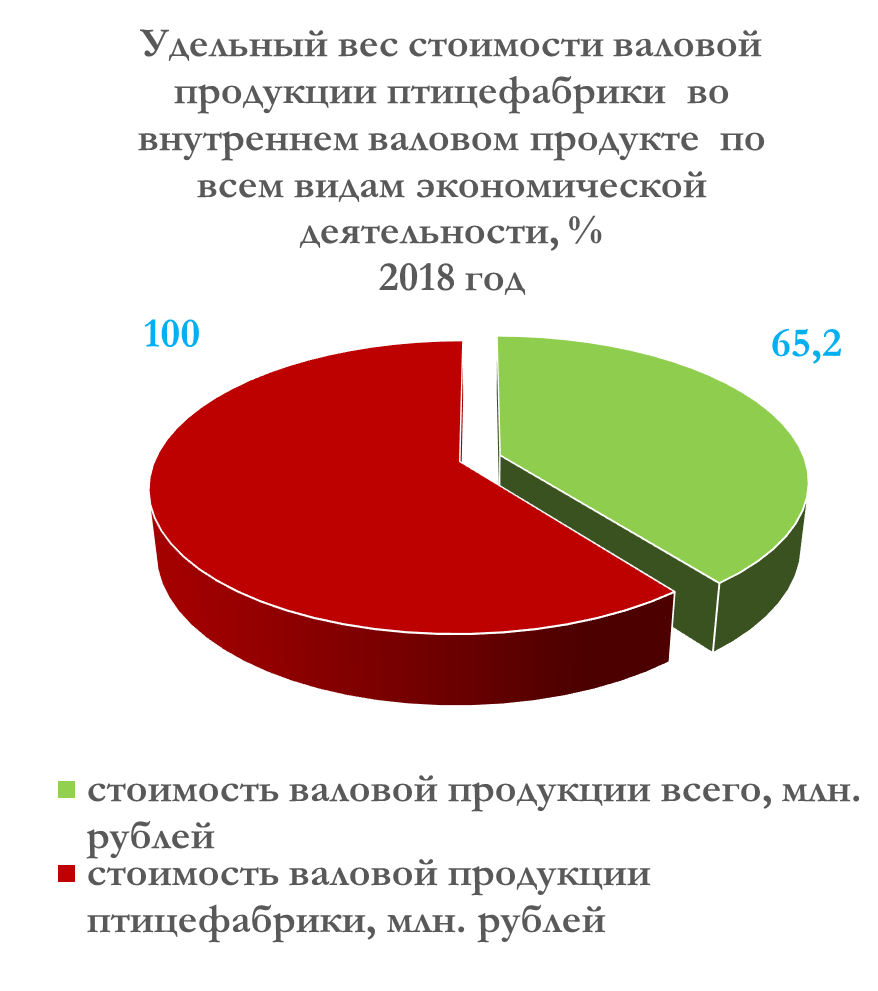 Удельный вес стоимости валовой
продукции птицефабрики во
внутреннем валовом продукте по
всем видам экономической
деятельности, %
2018 год
100
65,2
стоимость валовой продукции всего, млн.
рублей
стоимость валовой продукции
птицефабрики, млн. рублей